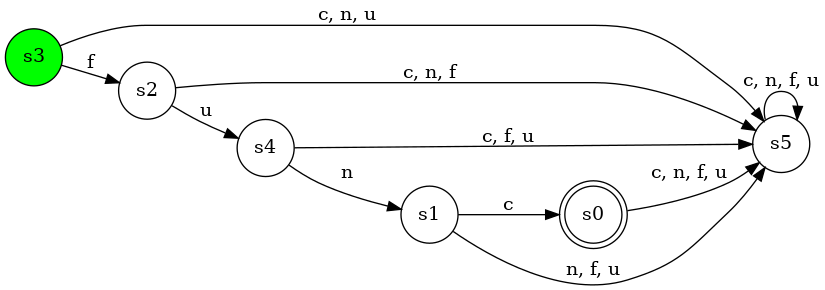 c, n, u
s3
f
s2
c, n, f
c, n, f, u
u
s4
c, f, u
s5
n
c, n, f, u
s1
c
s0
n, f, u